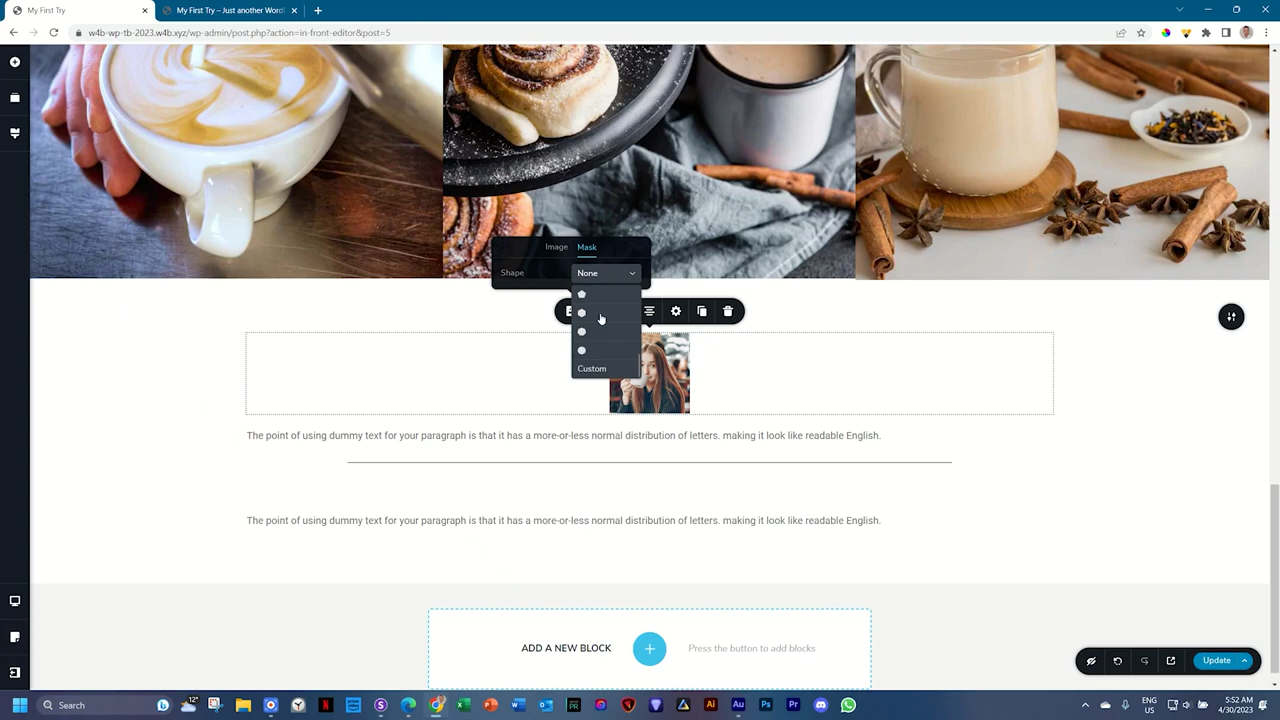 My First Try
My First Try – Just another Word
w4b-wp-tb-2023.w4b.xyz/wp-admin/post.php?action=in-front-editor&post=5
Image Mask
Shape None
Custom
The point of using dummy text for your paragraph is that it has a more-or-less normal distribution of letters. making it look like readable English.
The point of using dummy text for your paragraph is that it has a more-or-less normal distribution of letters. making it look like readable English.
ADD A NEW BLOCK
Press the button to add blocks
Update
Search
12°
ENG
US
5:52 AM
4/30/2023